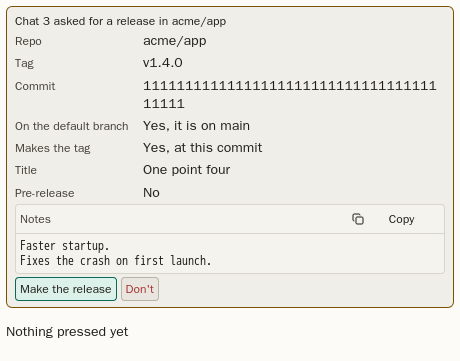 Chat 3 asked for a release in acme/app
Repo acme/app
Tag v1.4.0
Commit 11111111111111111111111111111111111
11111
On the default branch Yes, it is on main
Makes the tag Yes, at this commit
Title One point four
Pre-release No
Notes Copy
Faster startup.
Fixes the crash on first launch.
Make the release Don't
Nothing pressed yet